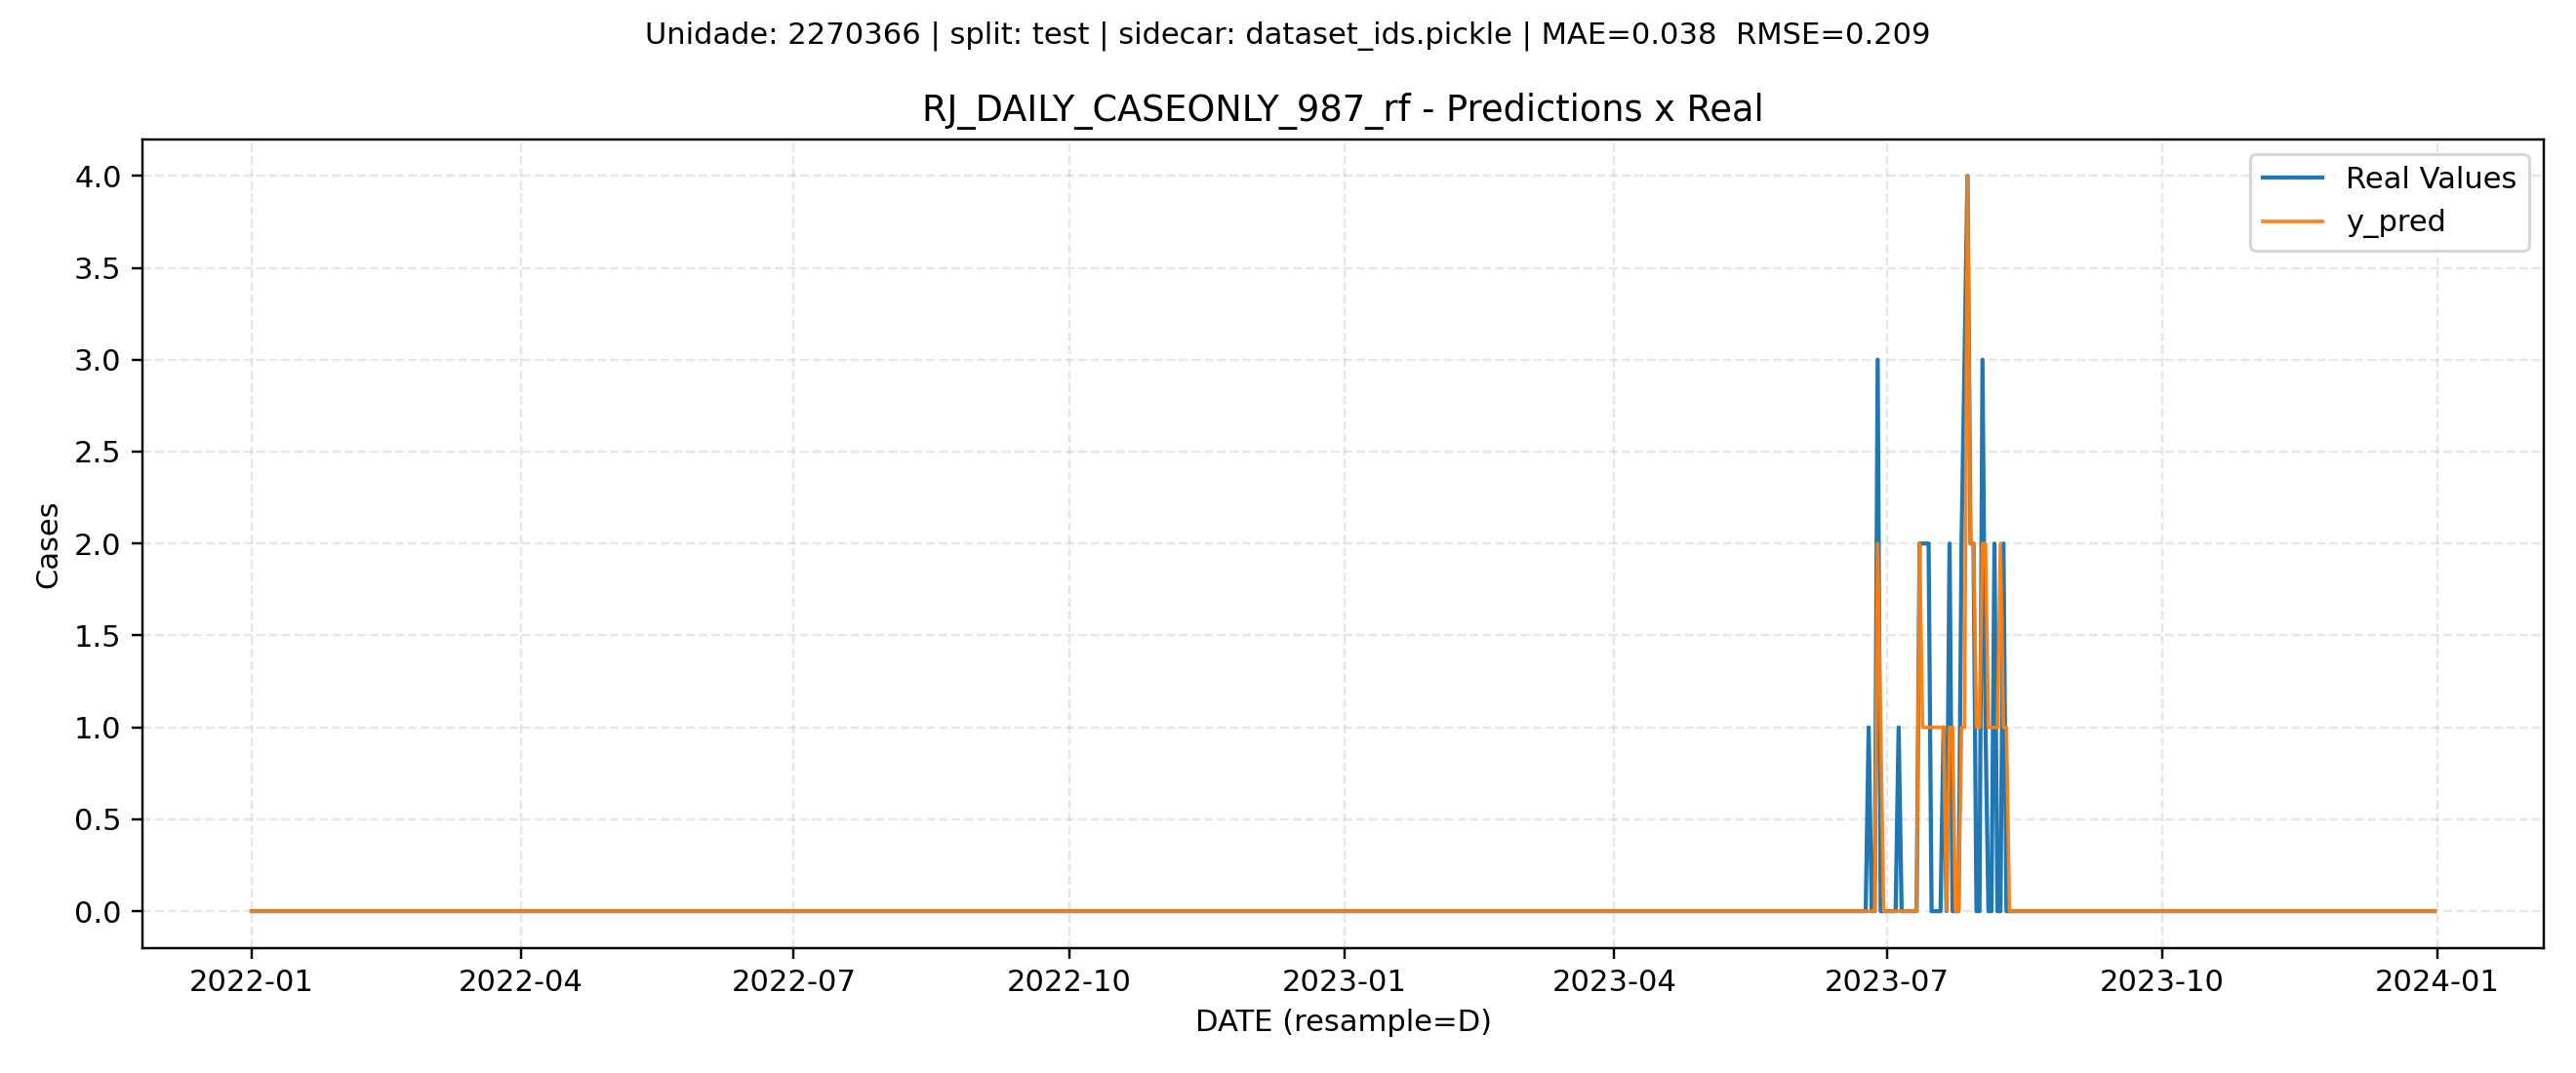 Unidade: 2270366 | split: test | sidecar: dataset_ids.pickle | MAE=0.038  RMSE=0.209
RJ_DAILY_CASEONLY_987_rf - Predictions x Real
Real Values
y_pred
4.0
3.5
3.0
2.5
2.0
1.5
1.0
0.5
0.0
Cases
2022-01 2022-04 2022-07 2022-10 2023-01 2023-04 2023-07 2023-10 2024-01
DATE (resample=D)